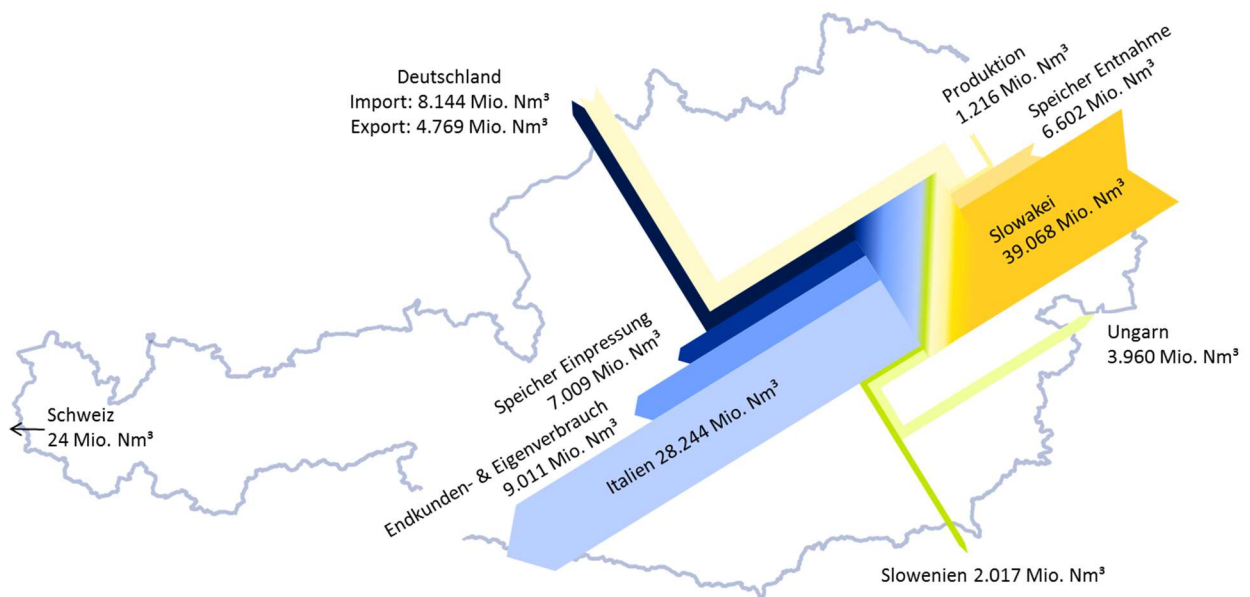 Deutschland
Import: 8.144 Mio. Nm³
Export: 4.769 Mio. Nm³
Produktion
1.216 Mio. Nm³
Speicher Entnahme
6.602 Mio. Nm³
Slowakei
39.068 Mio. Nm³
Ungarn
3.960 Mio. Nm³
Speicher Einpressung
7.009 Mio. Nm³
Endkunden- & Eigenverbrauch
9.011 Mio. Nm³
Italien 28.244 Mio. Nm³
Schweiz
24 Mio. Nm³
Slowenien 2.017 Mio. Nm³